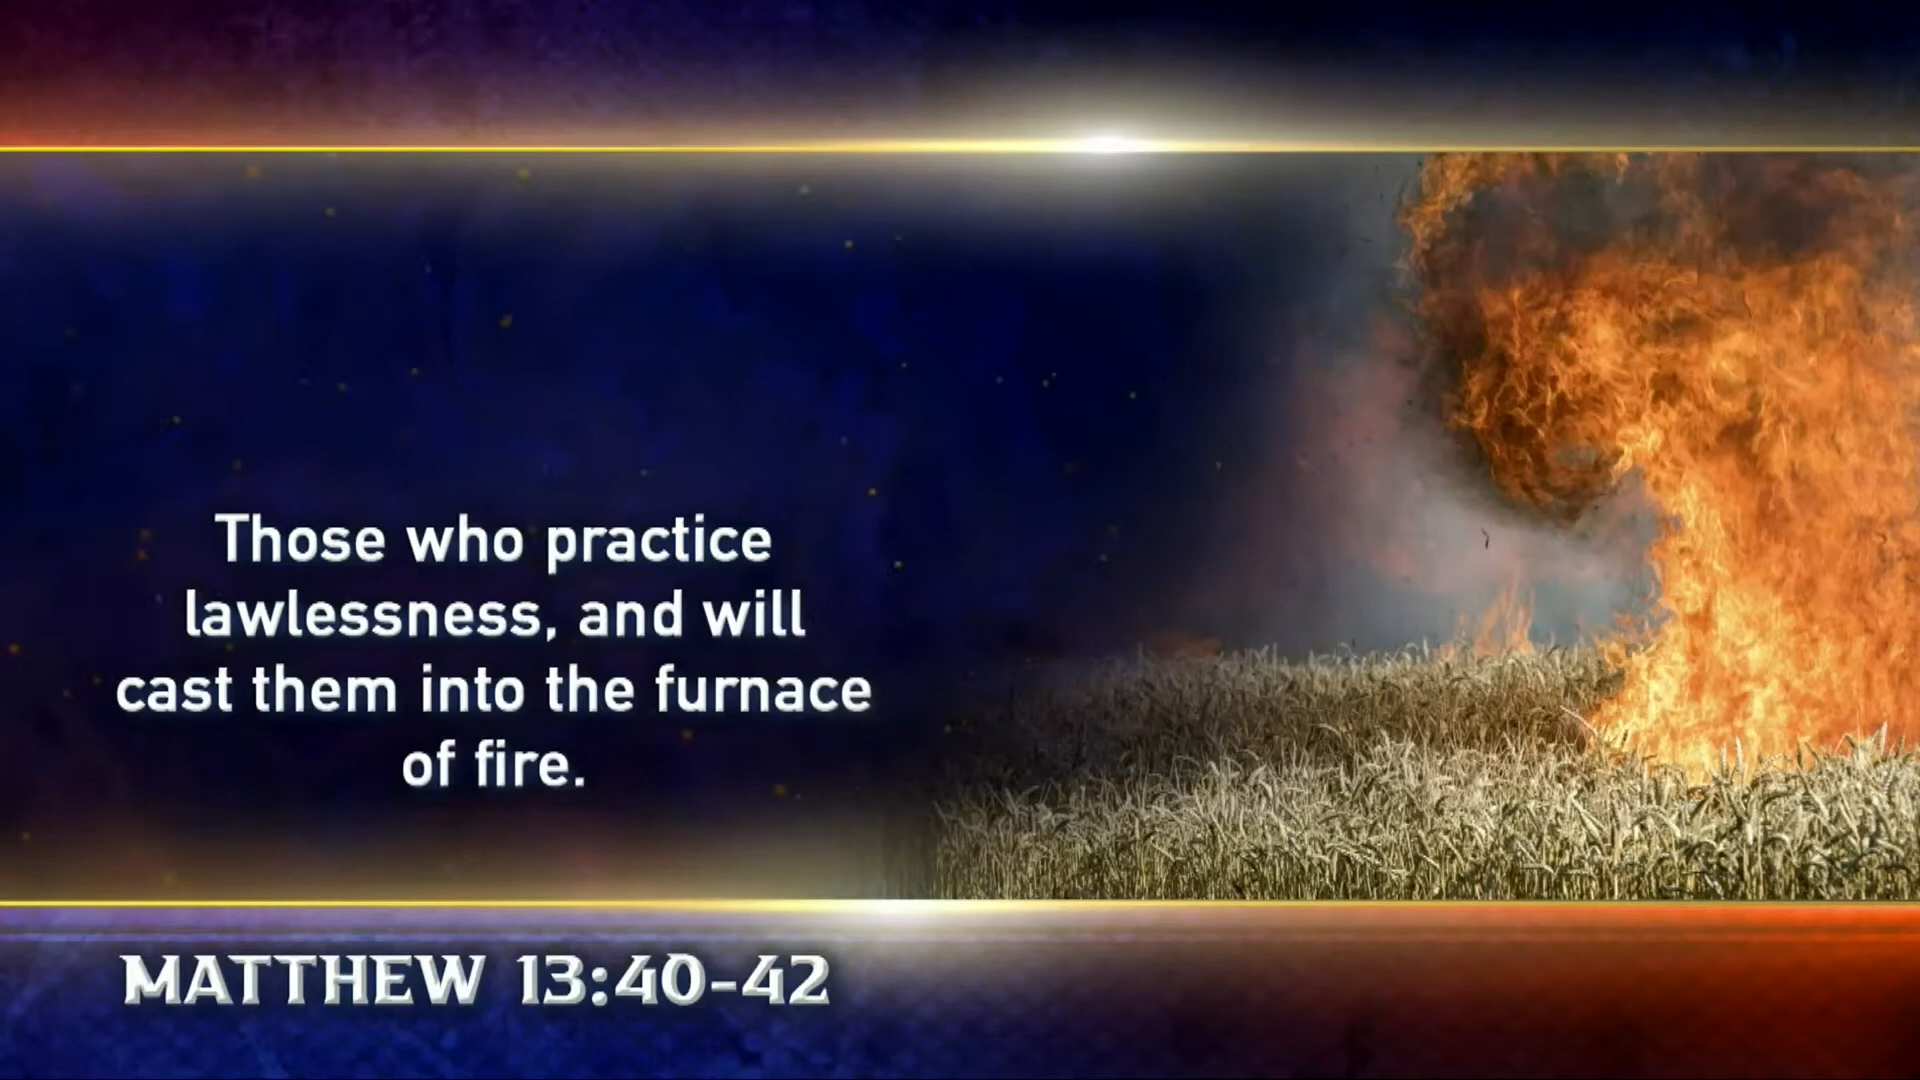 Those who practice
lawlessness, and will
cast them into the furnace
of fire.
MATTHEW 13:40-42